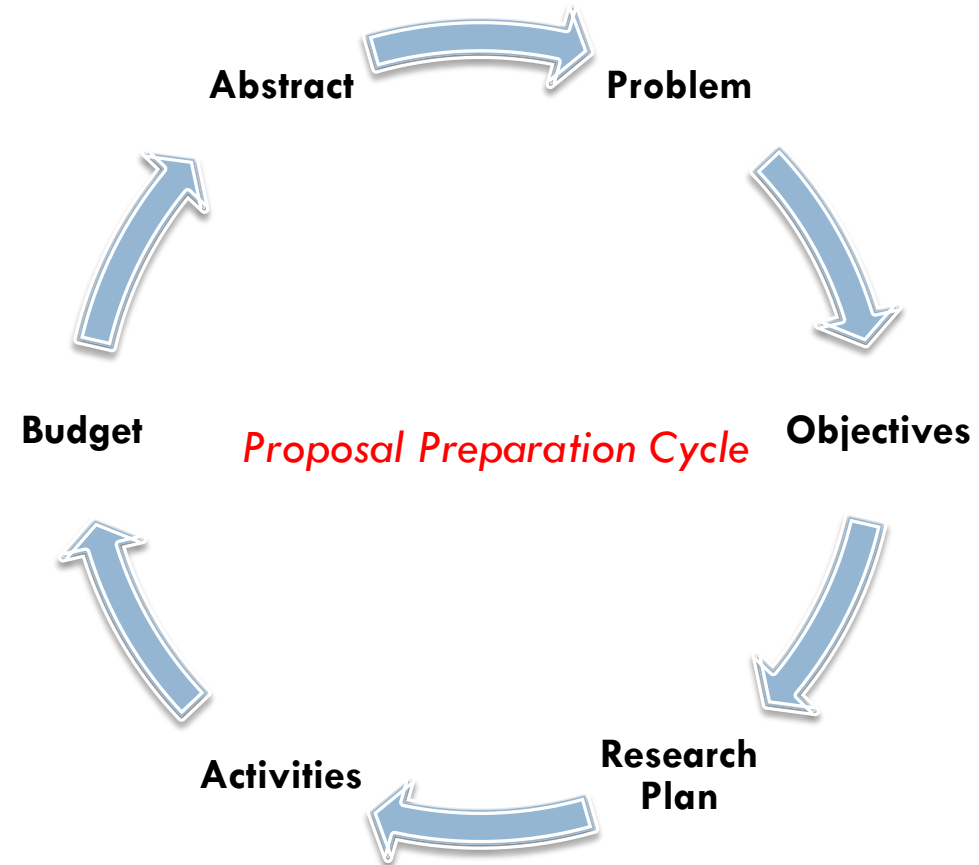 Abstract
Problem
Budget
Proposal Preparation Cycle
Objectives
Activities
Research
Plan